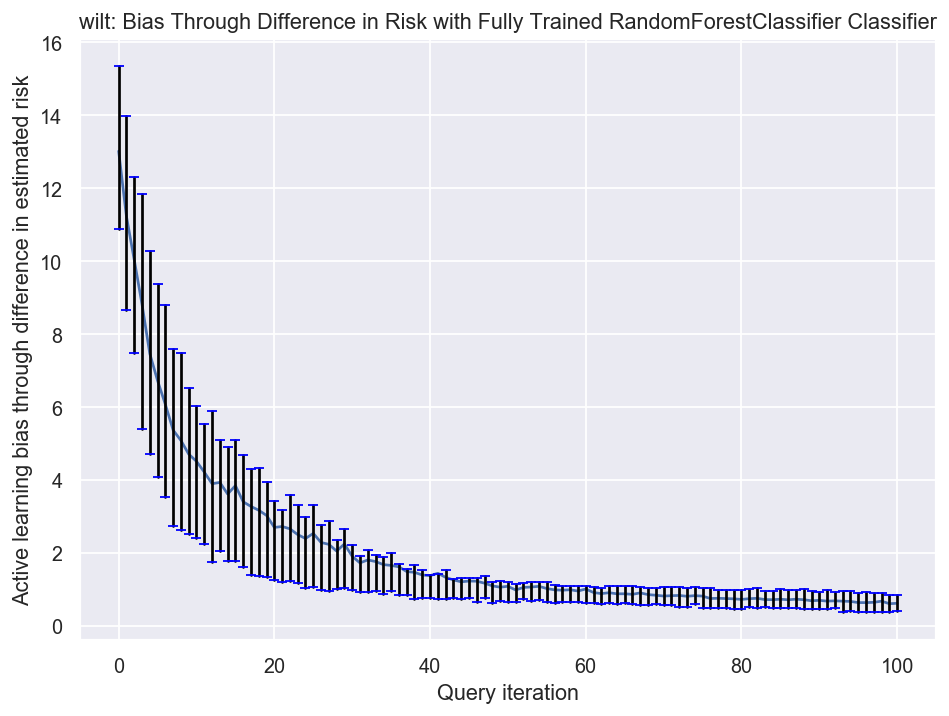 wilt: Bias Through Difference in Risk with Fully Trained RandomForestClassifier Classifier
16
14
12
10
8
6
4
2
0
Active learning bias through difference in estimated risk
0 20 40 60 80 100
Query iteration